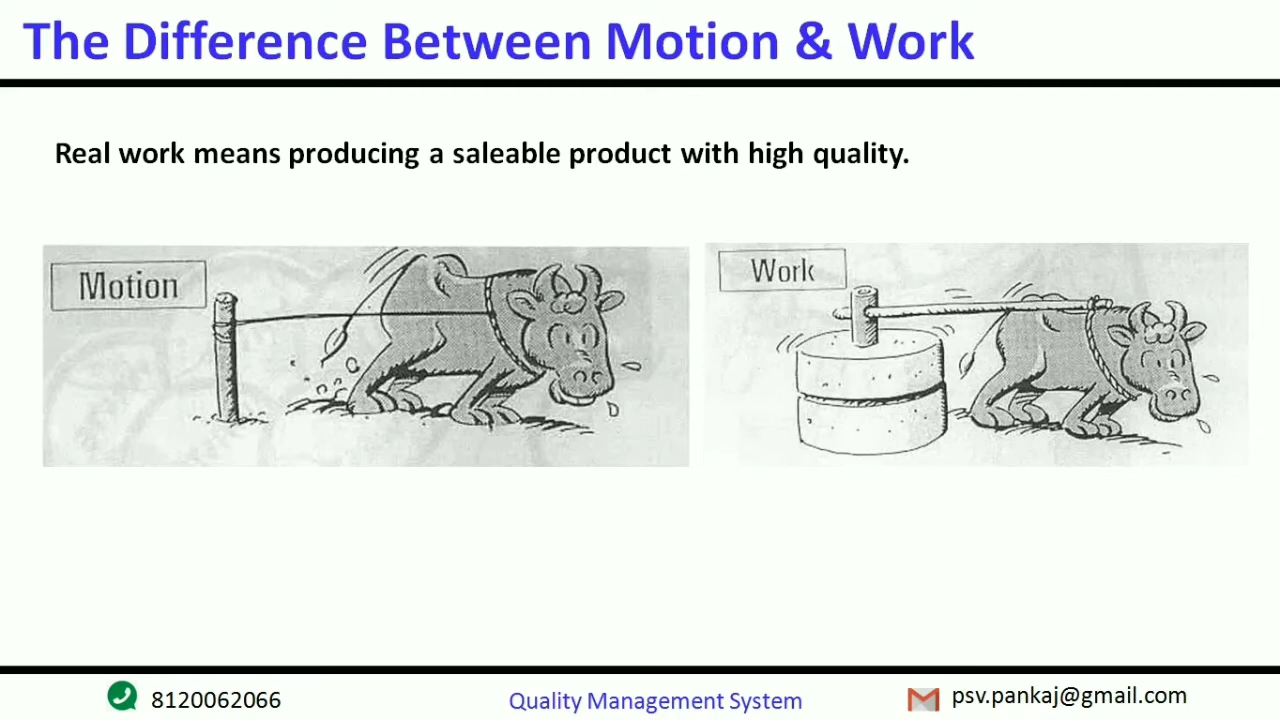 The Difference Between Motion & Work
Real work means producing a saleable product with high quality.
Motion
Work
8120062066
Quality Management System
psv.pankaj@gmail.com